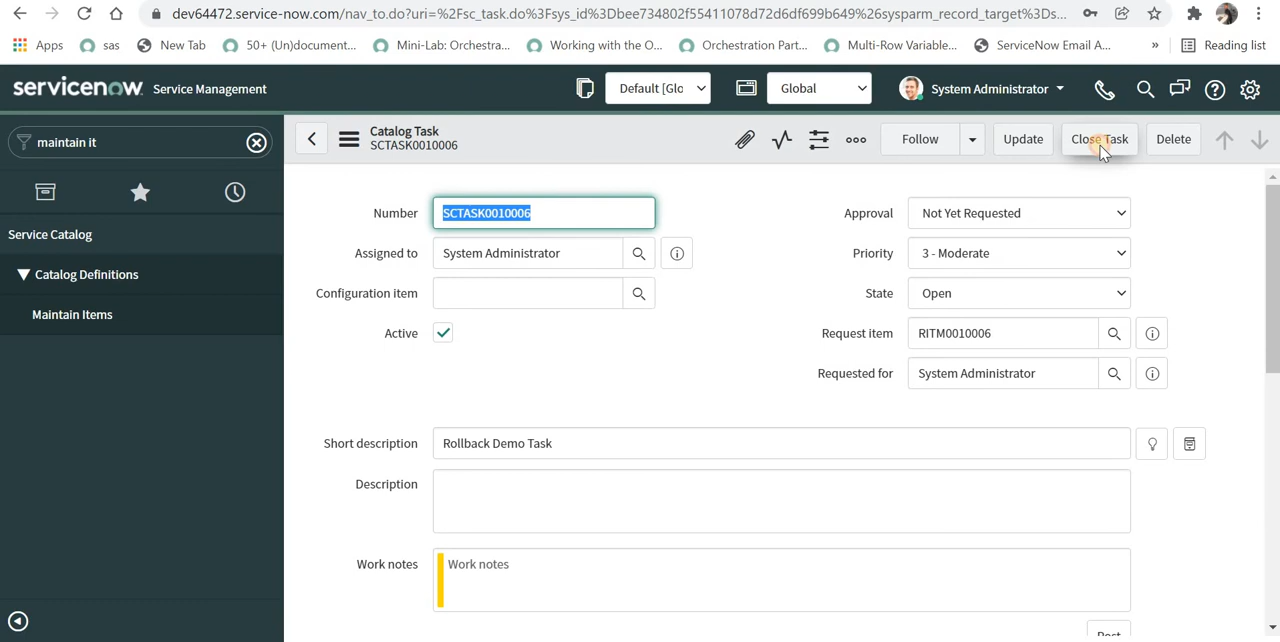 dev64472.service-now.com/nav_to.do?uri=%2Fsc_task.do%3Fsys_id%3Dbee734802f55411078d72d6df699b649%26sysparm_record_target%3Ds...
Apps sas New Tab 50+ (Un)document... Mini-Lab: Orchestra... Working with the O... Orchestration Part... Multi-Row Variable... ServiceNow Email A... » Reading list
servicenow Service Management Default [Glo Global System Administrator
maintain it
Catalog Task
SCTASK0010006
Follow Update Close Task Delete
Service Catalog
Catalog Definitions
Maintain Items
Number SCTASK0010006
Approval Not Yet Requested
Assigned to System Administrator
Priority 3 - Moderate
Configuration item
State Open
Active
Request item RITM0010006
Requested for System Administrator
Short description Rollback Demo Task
Description
Work notes Work notes
Post